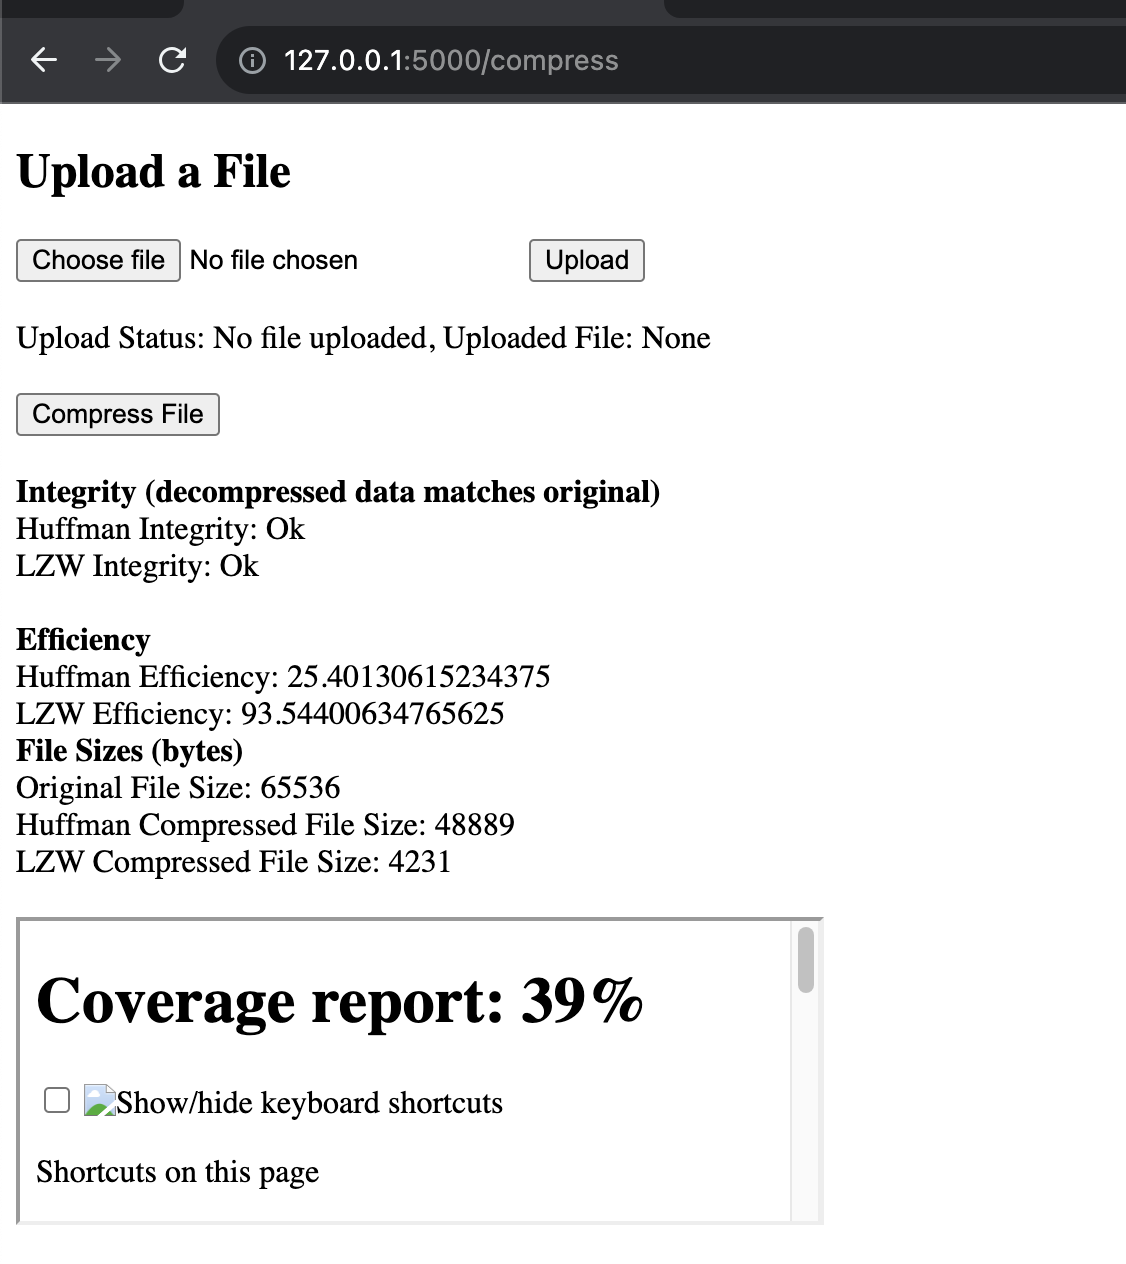 127.0.0.1:5000/compress
Upload a File
Choose file No file chosen Upload
Upload Status: No file uploaded, Uploaded File: None
Compress File
Integrity (decompressed data matches original)
Huffman Integrity: Ok
LZW Integrity: Ok
Efficiency
Huffman Efficiency: 25.40130615234375
LZW Efficiency: 93.54400634765625
File Sizes (bytes)
Original File Size: 65536
Huffman Compressed File Size: 48889
LZW Compressed File Size: 4231
Coverage report: 39%
Show/hide keyboard shortcuts
Shortcuts on this page